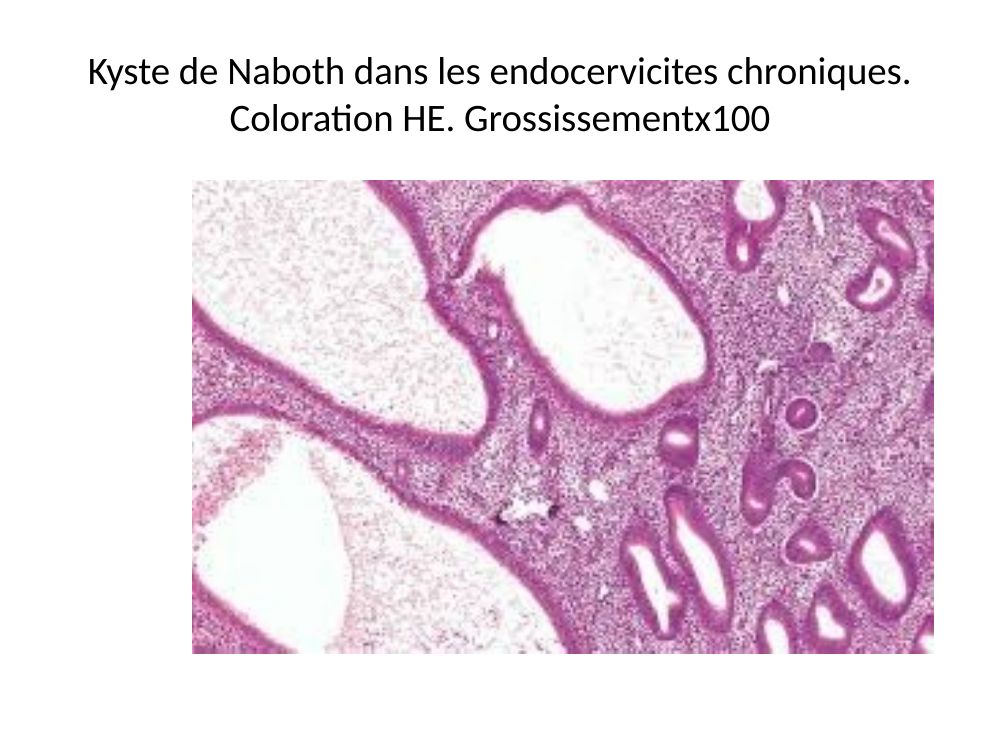 Kyste de Naboth dans les endocervicites chroniques.
Coloration HE. Grossissementx100